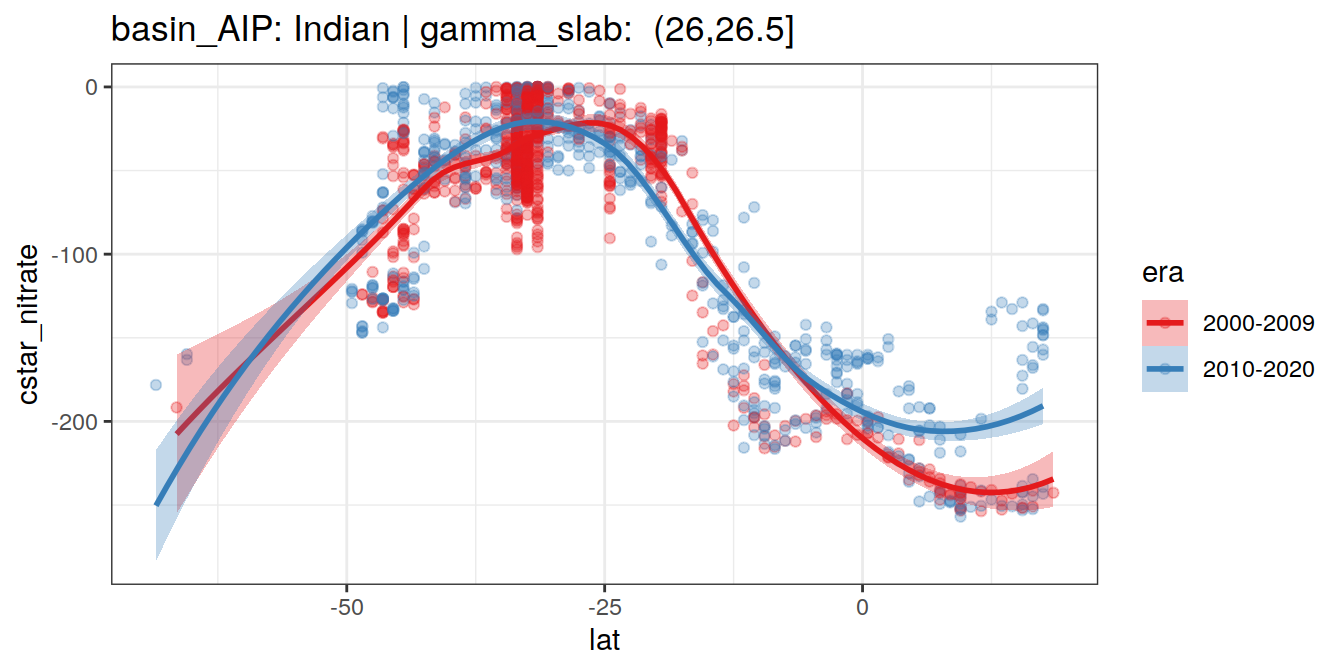 basin_AIP: Indian | gamma_slab:  (26,26.5]
cstar_nitrate
0
-100
-200
-50
-25
0
lat
era
2000-2009
2010-2020